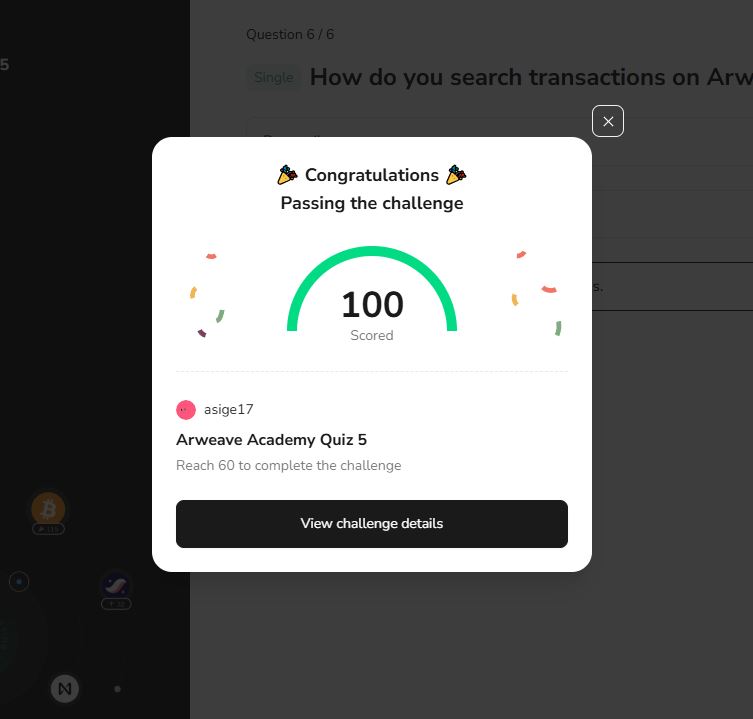 5
Question 6 / 6
Single How do you search transactions on Arw
Congratulations
Passing the challenge
s.
100
Scored
asige17
Arweave Academy Quiz 5
Reach 60 to complete the challenge
View challenge details